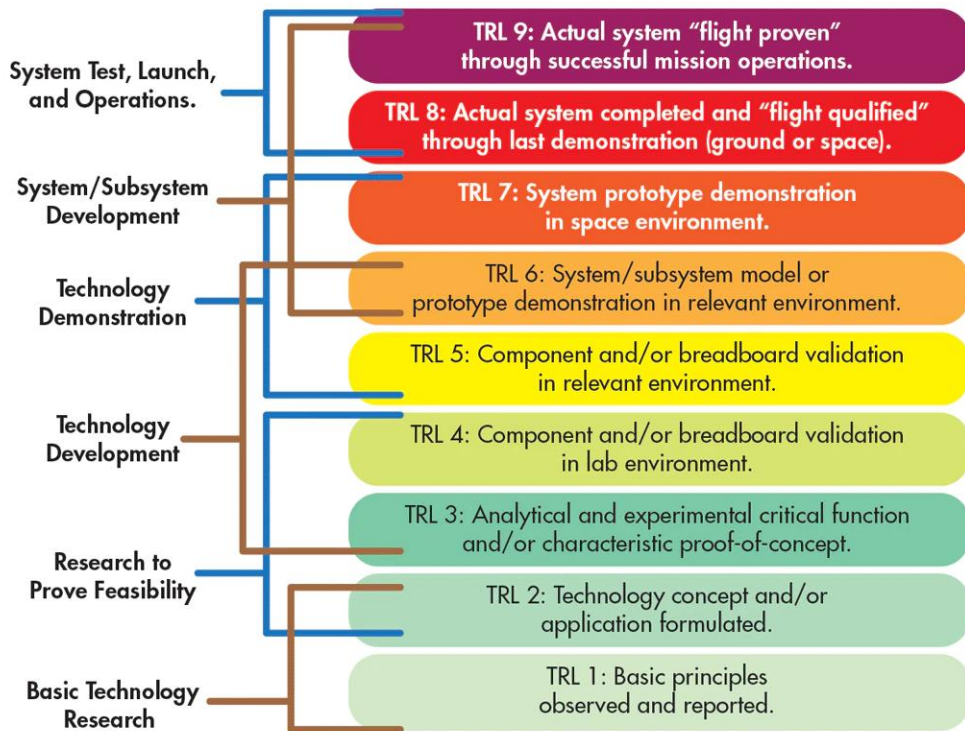 System Test, Launch,
and Operations.
System/Subsystem
Development
Technology
Demonstration
Technology
Development
Research to
Prove Feasibility
Basic Technology
Research
TRL 9: Actual system “flight proven”
through successful mission operations.
TRL 8: Actual system completed and “flight qualified”
through last demonstration (ground or space).
TRL 7: System prototype demonstration
in space environment.
TRL 6: System/subsystem model or
prototype demonstration in relevant environment.
TRL 5: Component and/or breadboard validation
in relevant environment.
TRL 4: Component and/or breadboard validation
in lab environment.
TRL 3: Analytical and experimental critical function
and/or characteristic proof-of-concept.
TRL 2: Technology concept and/or
application formulated.
TRL 1: Basic principles
observed and reported.